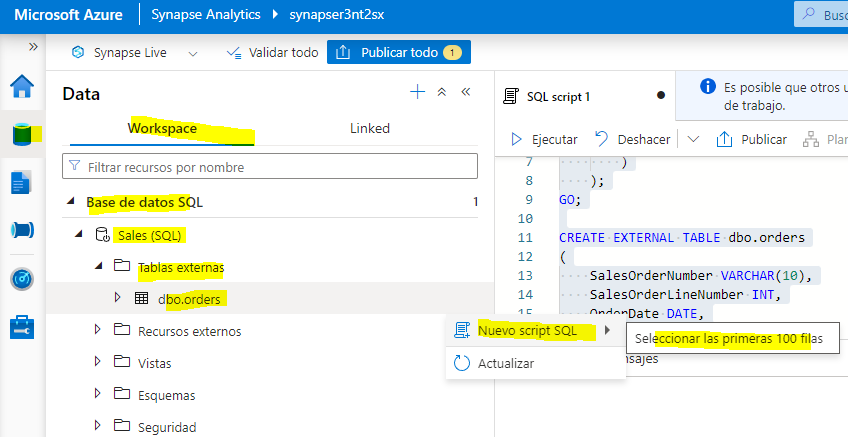 Microsoft Azure
Synapse Analytics > synapser3nt2sx
Busc
»
Synapse Live
Validar todo
Publicar todo 1
Data
Workspace
Linked
Filtrar recursos por nombre
Base de datos SQL 1
Sales (SQL)
Tablas externas
dbo.orders
Recursos externos
Vistas
Esquemas
Seguridad
SQL script 1
Es posible que otros u
de trabajo.
Ejecutar
Deshacer
Publicar
Plan
7 )
8 );
9 GO;
10
11 CREATE EXTERNAL TABLE dbo.orders
12 (
13 SalesOrderNumber VARCHAR(10),
14 SalesOrderLineNumber INT,
15 OrderDate DATE,
Nuevo script SQL
Seleccionar las primeras 100 filas
Actualizar
nsajes